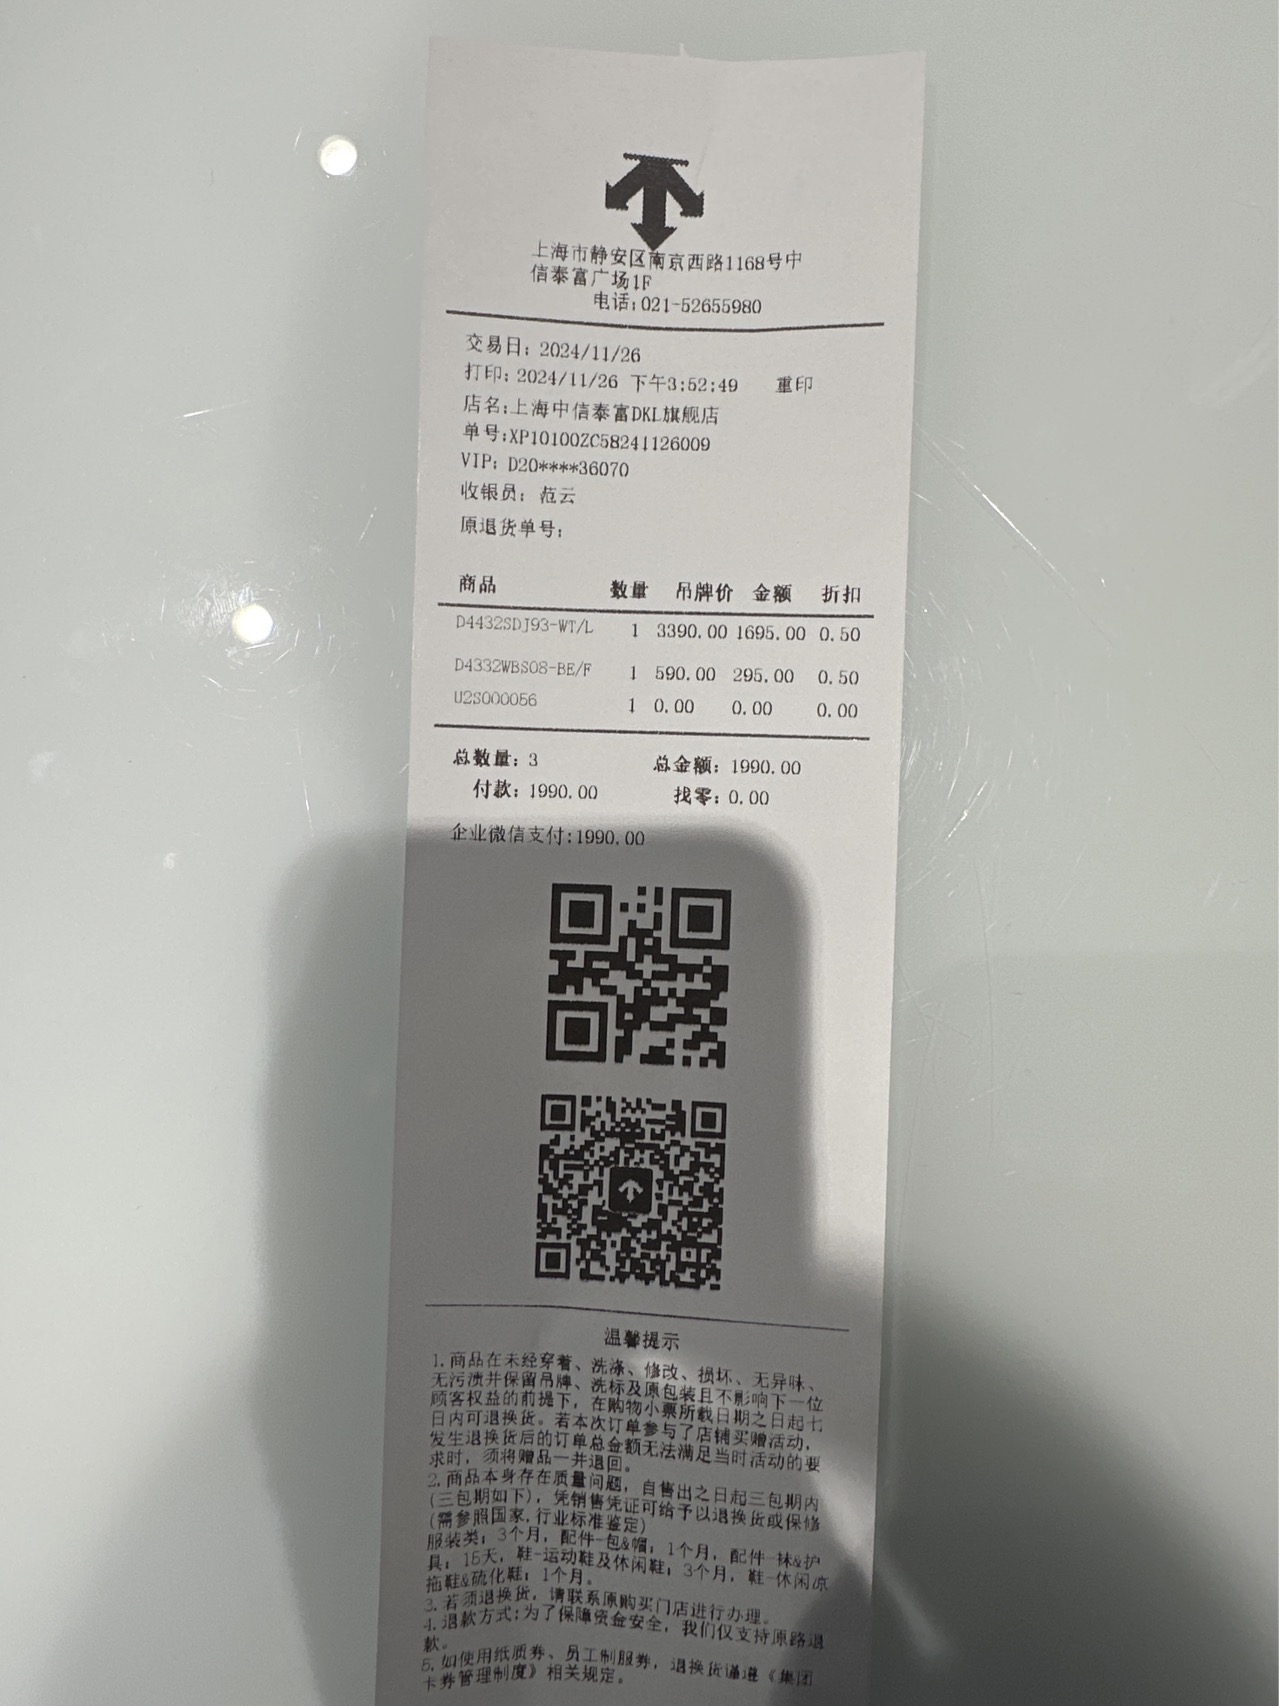 上海市静安区南京西路1168号中
信泰富广场1F
电话:021-52655980
交易日: 2024/11/26
打印: 2024/11/26 下午3:52:49 重印
店名:上海中信泰富DKL旗舰店
单号:XP10100ZC58241126009
VIP: D20****36070
收银员: 范云
原退货单号:
商品 数量 吊牌价 金额 折扣
D4432SDJ93-WT/L 1 3390.00 1695.00 0.50
D4332WBS08-BE/F 1 590.00 295.00 0.50
U2S000056 1 0.00 0.00 0.00
总数量: 3 总金额: 1990.00
付款: 1990.00 找零: 0.00
企业微信支付:1990.00
温馨提示
1.商品在未经穿着、洗涤、修改、损坏、无异味、
无污渍并保留吊牌、洗标及原包装且不影响下一位
顾客权益的前提下,在购物小票所载日期之日起七
日内可退换货。若本次订单参与了店铺买赠活动,
发生退换货后的订单总金额无法满足当时活动的要
求时,须将赠品一并退回。
2.商品本身存在质量问题,自售出之日起三包期内
(三包期如下),凭销售凭证可给予以退换货或保修
(需参照国家.行业标准鉴定)
服装类: 3个月, 配件-包&帽: 1个月, 配件-袜&护
具: 15天, 鞋-运动鞋及休闲鞋: 3个月, 鞋-休闲凉
拖鞋&硫化鞋: 1个月。
3.若须退换货,请联系原购买门店进行办理。
4.退款方式:为了保障资金安全,我们仅支持原路退
款。
5.如使用纸质券、员工制服券,退换货谨遵《集团
卡券管理制度》相关规定。